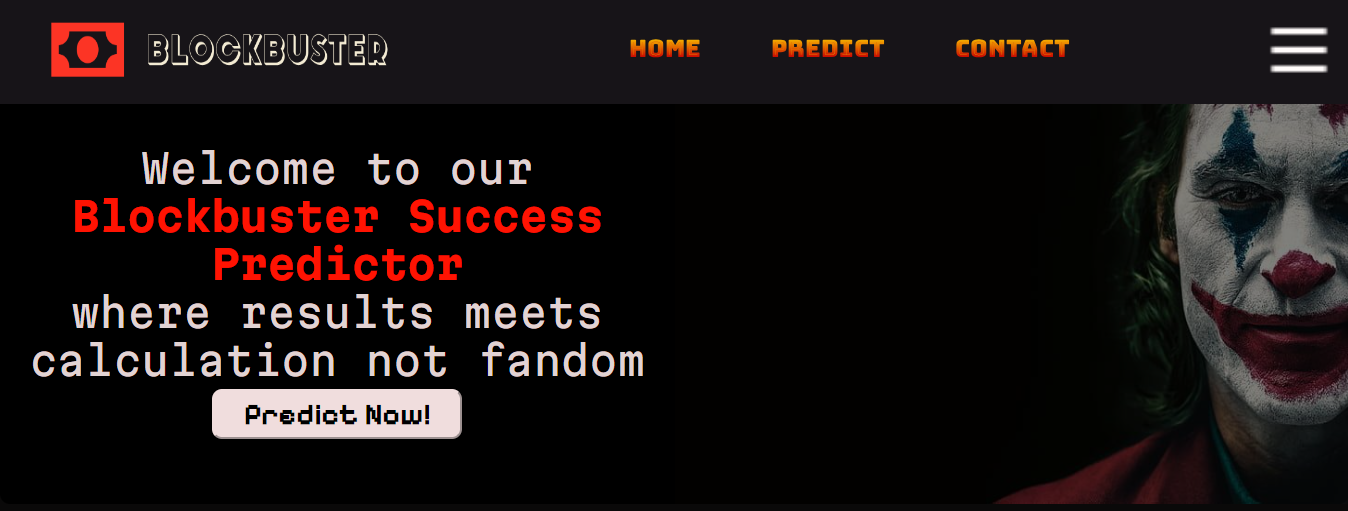 BLOCKBUSTER
HOME PREDICT CONTACT
Welcome to our
Blockbuster Success
Predictor
where results meets
calculation not fandom
Predict Now!